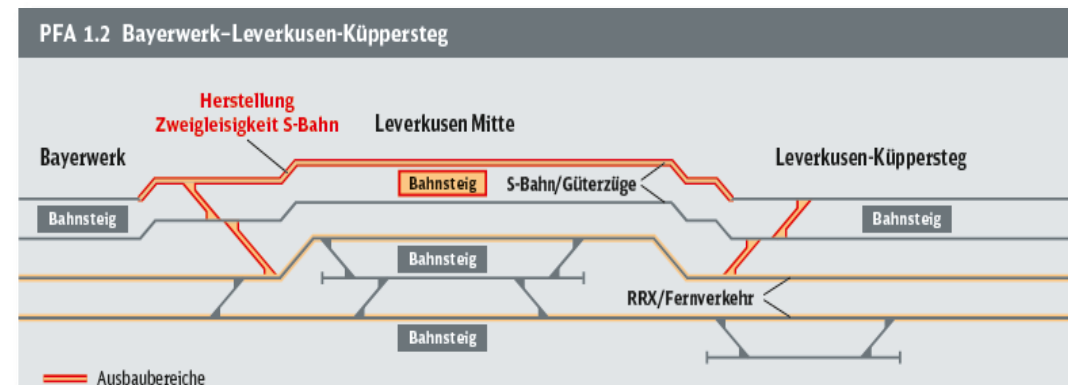 PFA 1.2 Bayerwerk–Leverkusen-Küppersteg
Herstellung
Zweigleisigkeit S-Bahn
Leverkusen Mitte
Bayerwerk
Leverkusen-Küppersteg
Bahnsteig
S-Bahn/Güterzüge
Bahnsteig
Bahnsteig
Bahnsteig
RRX/Fernverkehr
Bahnsteig
Ausbaubereiche